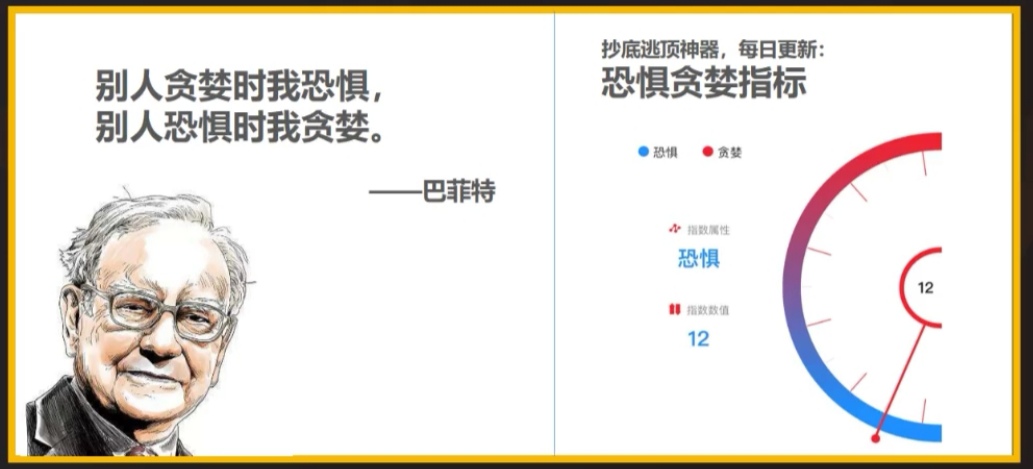 别人贪婪时我恐惧，
别人恐惧时我贪婪。
——巴菲特
抄底逃顶神器，每日更新：
恐惧贪婪指标
恐惧 贪婪
指数属性
恐惧
指数数值
12
12